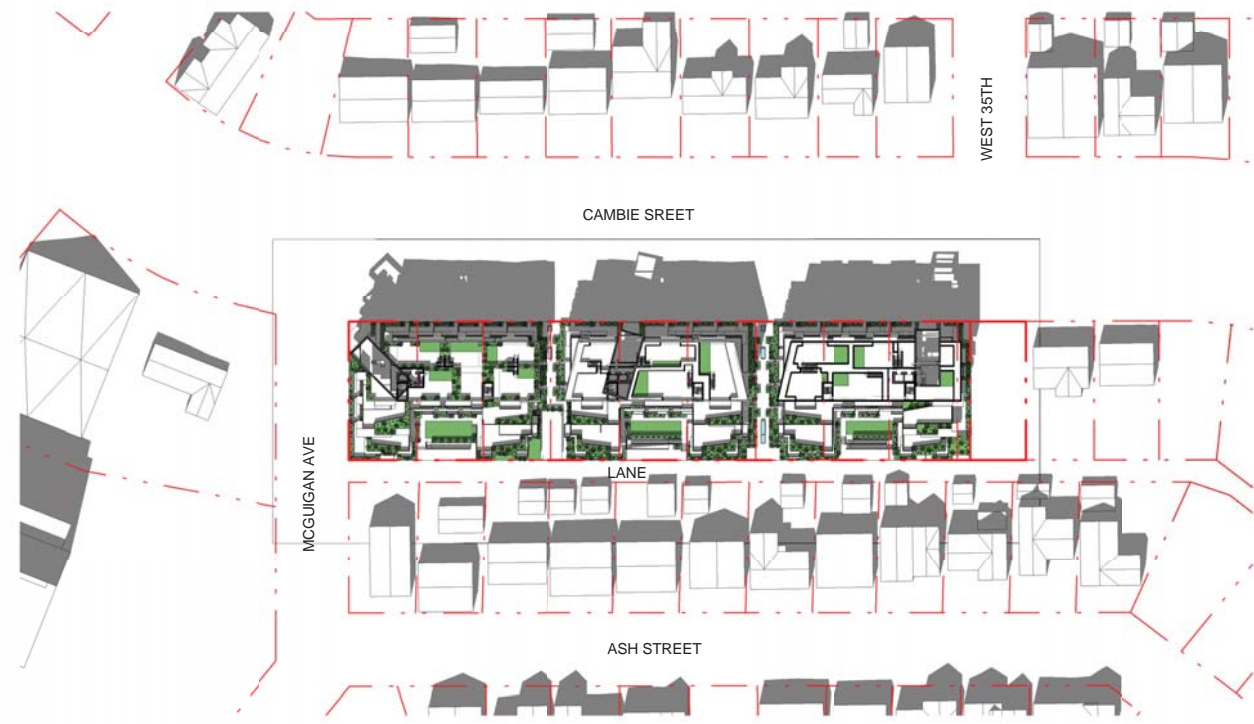 WEST 35TH
CAMBIE SREET
MCGUIGAN AVE
LANE
ASH STREET